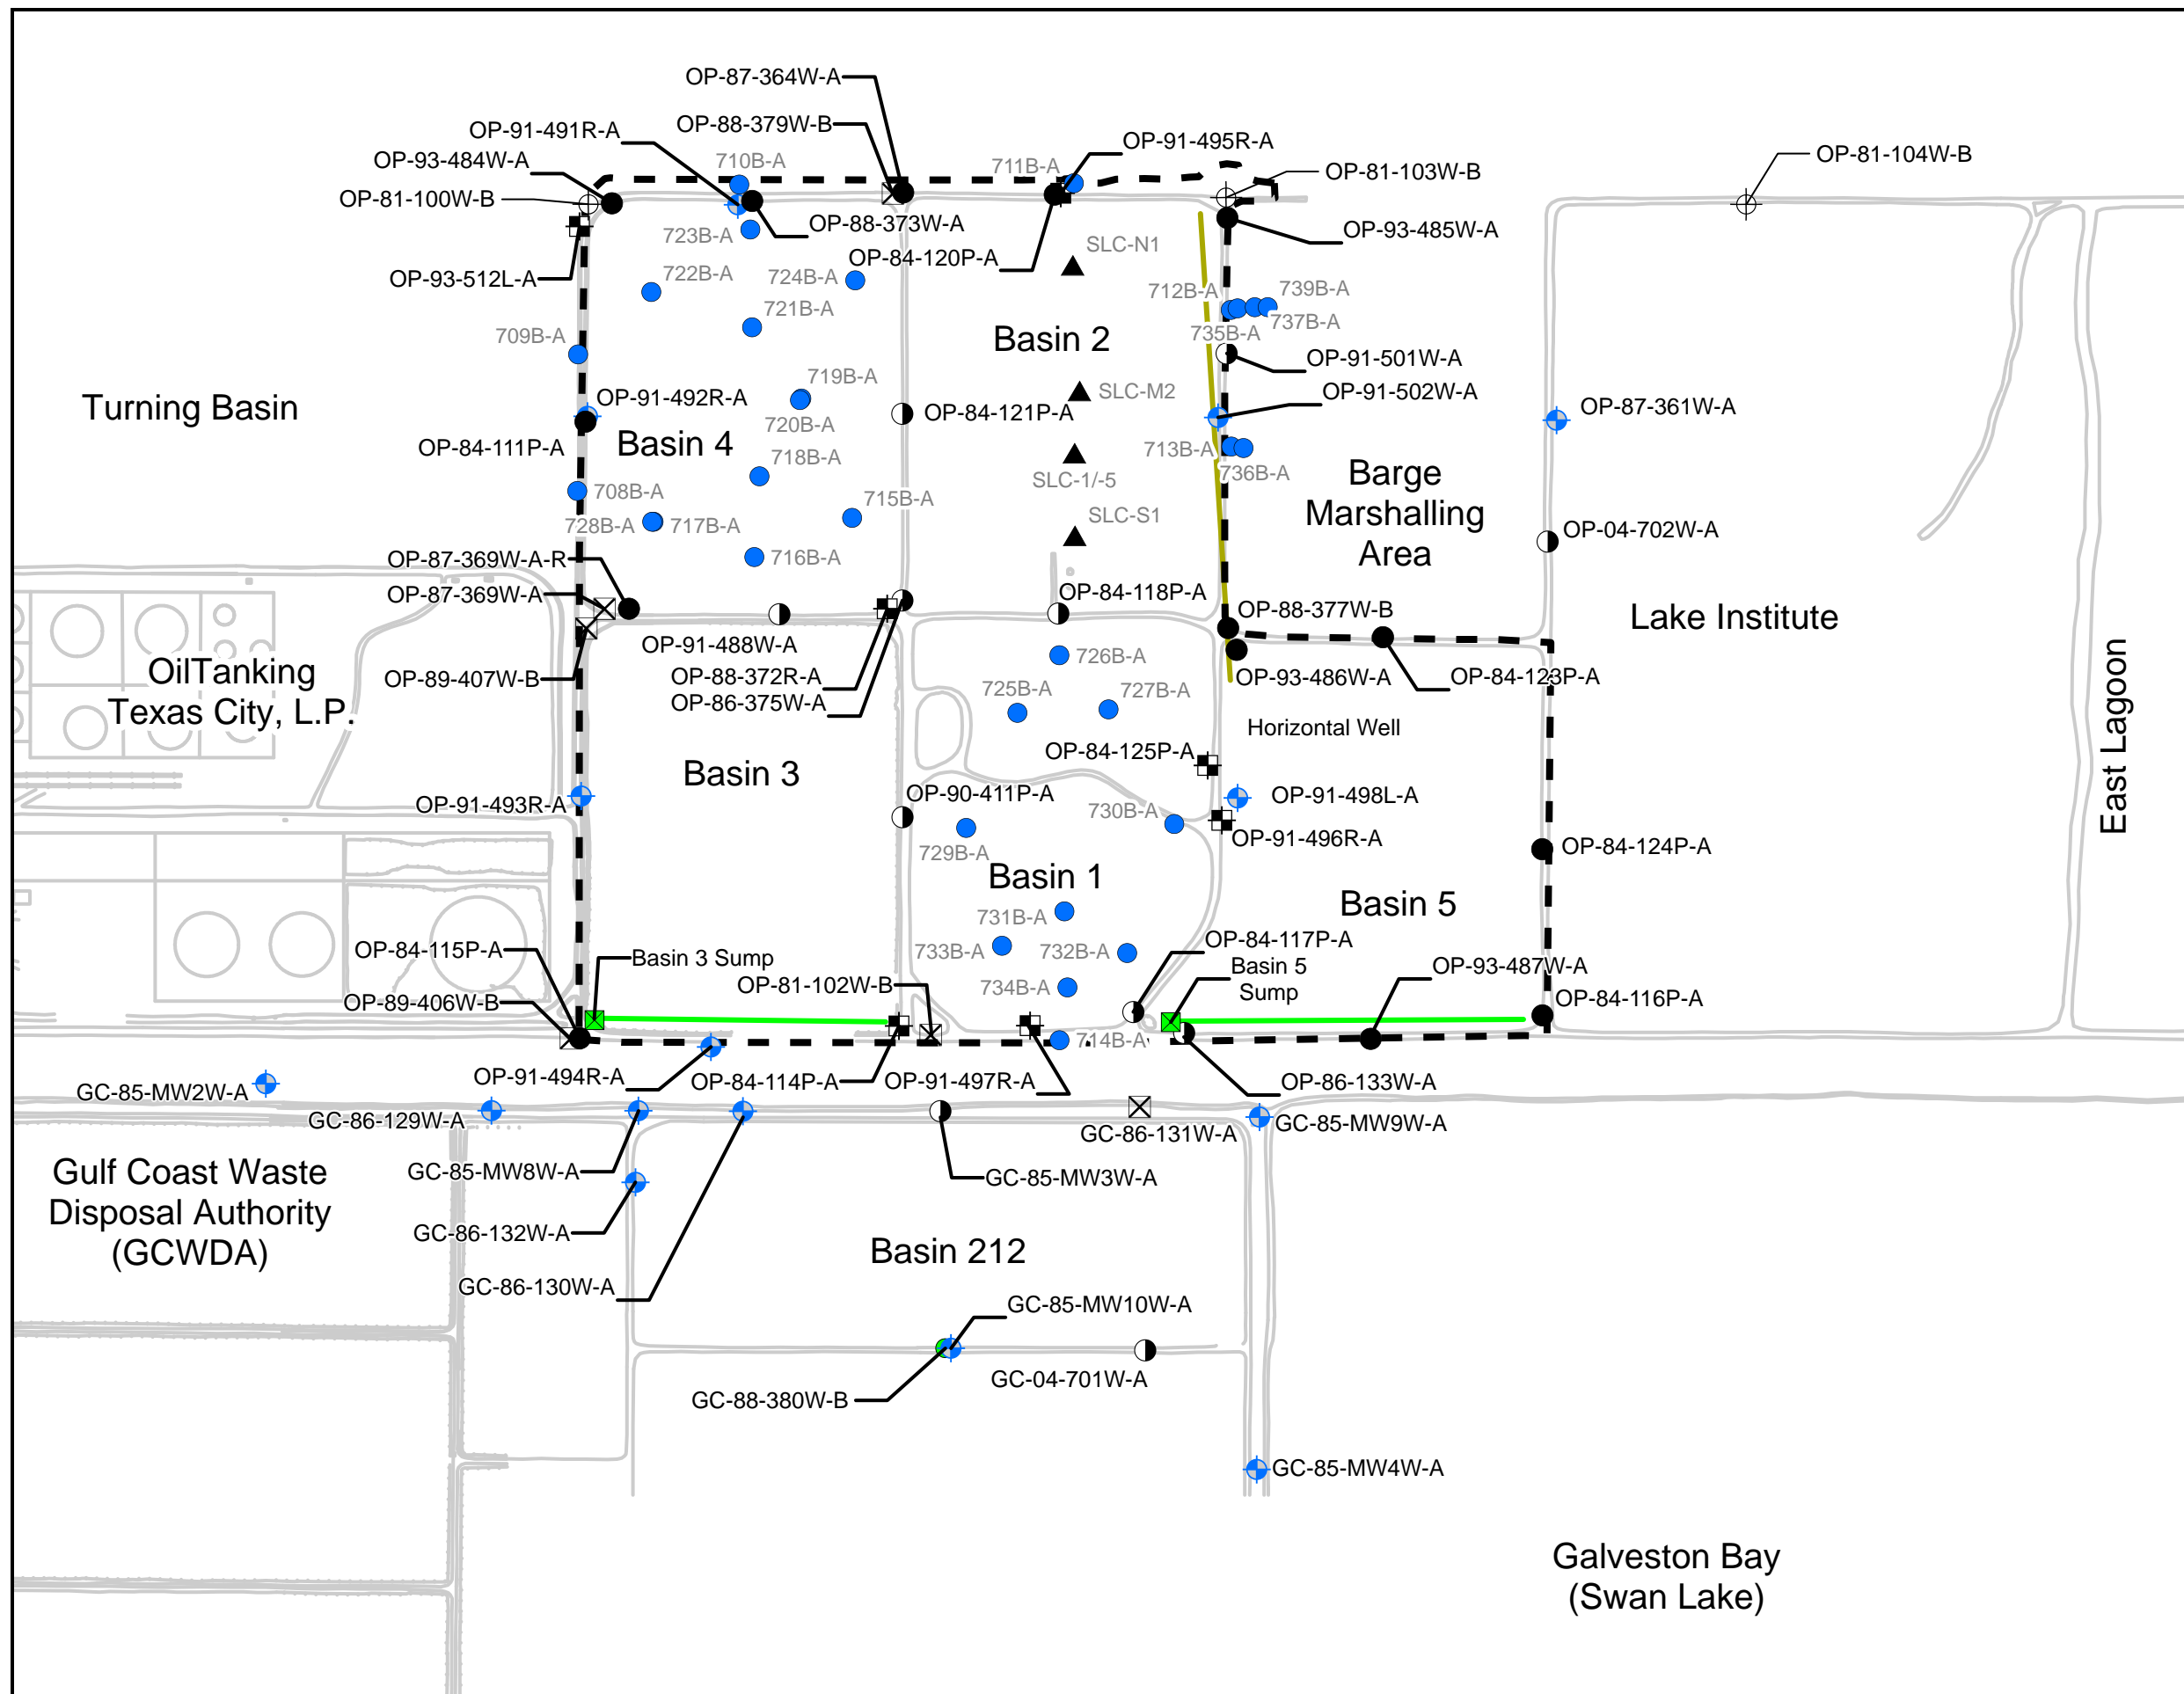 OP-87-364W-A
OP-91-491R-A
OP-88-379W-B
OP-91-495R-A
OP-93-484W-A
710B-A
711B-A
OP-81-103W-B
OP-81-104W-B
OP-81-100W-B
723B-A
OP-88-373W-A
OP-93-485W-A
SLC-N1
OP-84-120P-A
OP-93-512L-A
722B-A
724B-A
712B-A
739B-A
721B-A
737B-A
735B-A
709B-A
Basin 2
OP-91-501W-A
719B-A
OP-91-492R-A
SLC-M2
OP-91-502W-A
Turning Basin
OP-84-121P-A
OP-87-361W-A
720B-A
Basin 4
OP-84-111P-A
713B-A
718B-A
736B-A
Barge
Marshalling
Area
SLC-1/-5
708B-A
715B-A
728B-A
717B-A
SLC-S1
OP-04-702W-A
716B-A
OP-87-369W-A-R
OP-87-369W-A
OP-84-118P-A
OP-88-377W-B
Lake Institute
OP-91-488W-A
726B-A
OP-88-372R-A
OP-93-486W-A
OP-84-123P-A
OilTanking
Texas City, L.P.
OP-89-407W-B
OP-86-375W-A
725B-A
727B-A
Horizontal Well
OP-84-125P-A
East Lagoon
Basin 3
OP-91-493R-A
OP-90-411P-A
OP-91-498L-A
730B-A
OP-91-496R-A
729B-A
OP-84-124P-A
Basin 1
Basin 5
731B-A
OP-84-115P-A
Basin 3 Sump
733B-A
732B-A
OP-84-117P-A
Basin 5
Sump
OP-93-487W-A
OP-81-102W-B
734B-A
OP-89-406W-B
OP-84-116P-A
714B-A
OP-91-494R-A
OP-84-114P-A
OP-91-497R-A
OP-86-133W-A
GC-85-MW2W-A
GC-86-129W-A
GC-86-131W-A
GC-85-MW9W-A
Gulf Coast Waste
Disposal Authority
(GCWDA)
GC-85-MW8W-A
GC-85-MW3W-A
GC-86-132W-A
Basin 212
GC-86-130W-A
GC-85-MW10W-A
GC-04-701W-A
GC-88-380W-B
GC-85-MW4W-A
Galveston Bay
(Swan Lake)